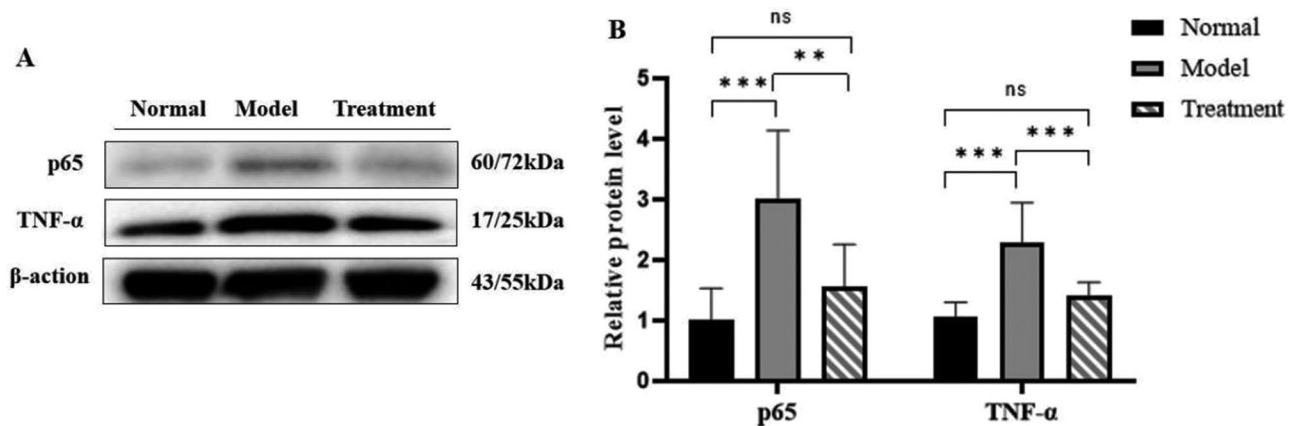 A
Normal Model Treatment
p65 60/72kDa
TNF-α 17/25kDa
β-action 43/55kDa
B
Normal
Model
Treatment
Relative protein level
5
4
3
2
1
0
ns
*** **
ns
*** ***
p65 TNF-α